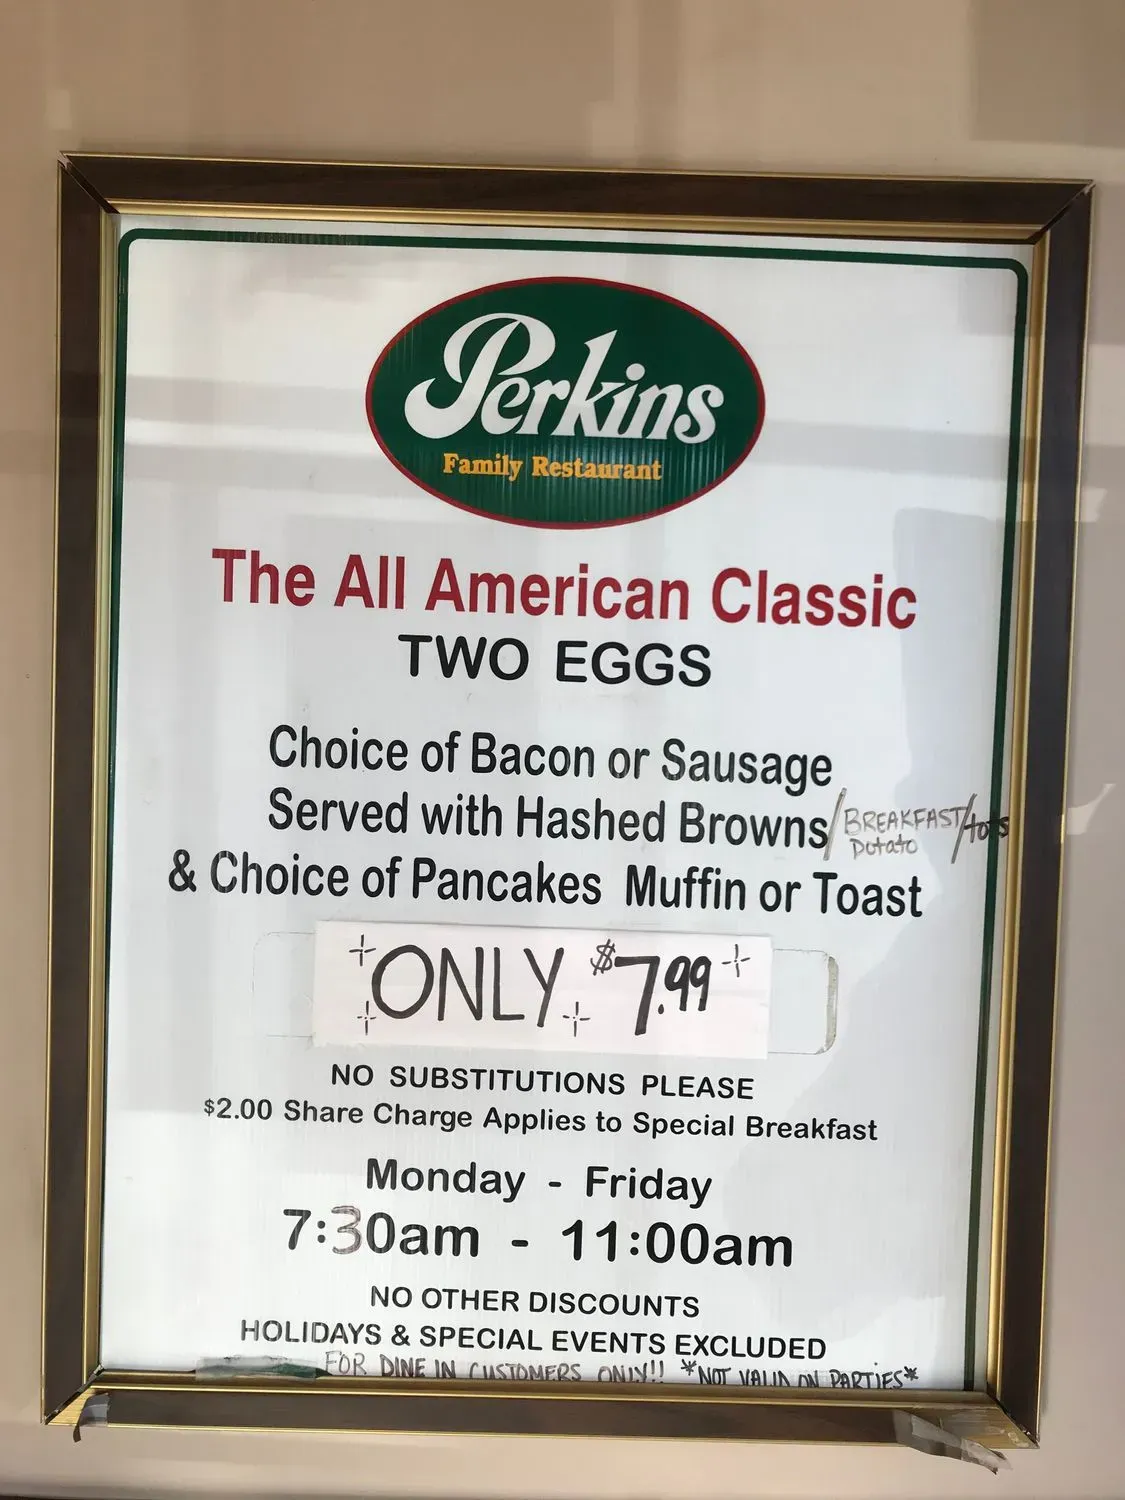 Perkins
Family Restaurant
The All American Classic
TWO EGGS
Choice of Bacon or Sausage
Served with Hashed Browns/BREAKFAST/tots
Potato
& Choice of Pancakes Muffin or Toast
ONLY $7.99
NO SUBSTITUTIONS PLEASE
$2.00 Share Charge Applies to Special Breakfast
Monday - Friday
7:30am - 11:00am
NO OTHER DISCOUNTS
HOLIDAYS & SPECIAL EVENTS EXCLUDED
FOR DINE IN CUSTOMERS ONLY!! *NOT VALID ON PARTIES*